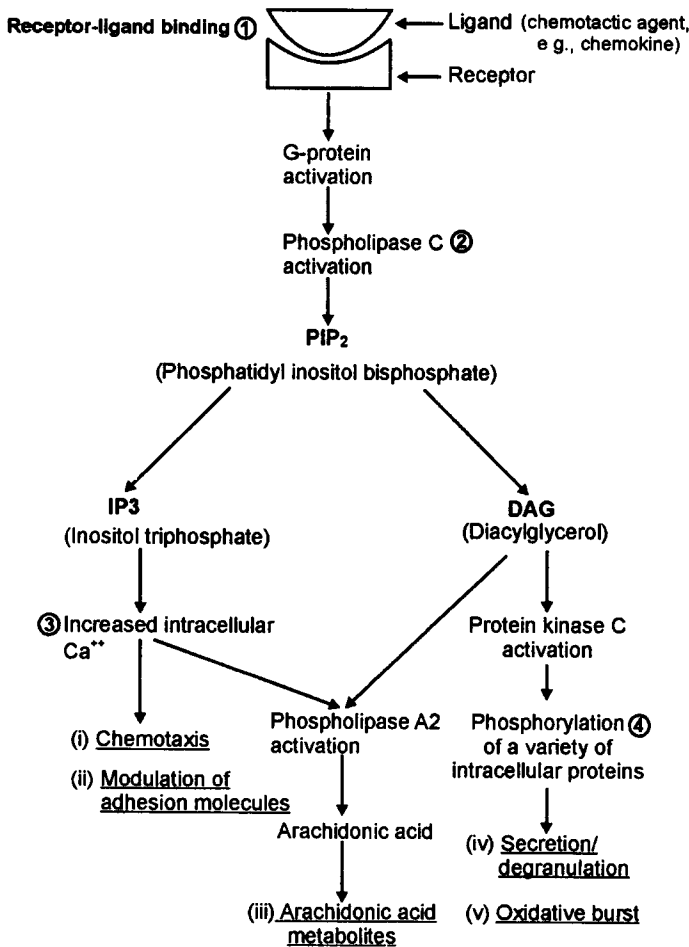 Receptor-ligand binding ①
Ligand (chemotactic agent,
e g., chemokine)
Receptor
G-protein
activation
Phospholipase C ②
activation
PIP₂
(Phosphatidyl inositol bisphosphate)
IP3
(Inositol triphosphate)
DAG
(Diacylglycerol)
③ Increased intracellular
Ca⁺⁺
Protein kinase C
activation
(i) Chemotaxis
(ii) Modulation of
adhesion molecules
Phospholipase A2
activation
Phosphorylation ④
of a variety of
intracellular proteins
Arachidonic acid
(iii) Arachidonic acid
metabolites
(iv) Secretion/
degranulation
(v) Oxidative burst